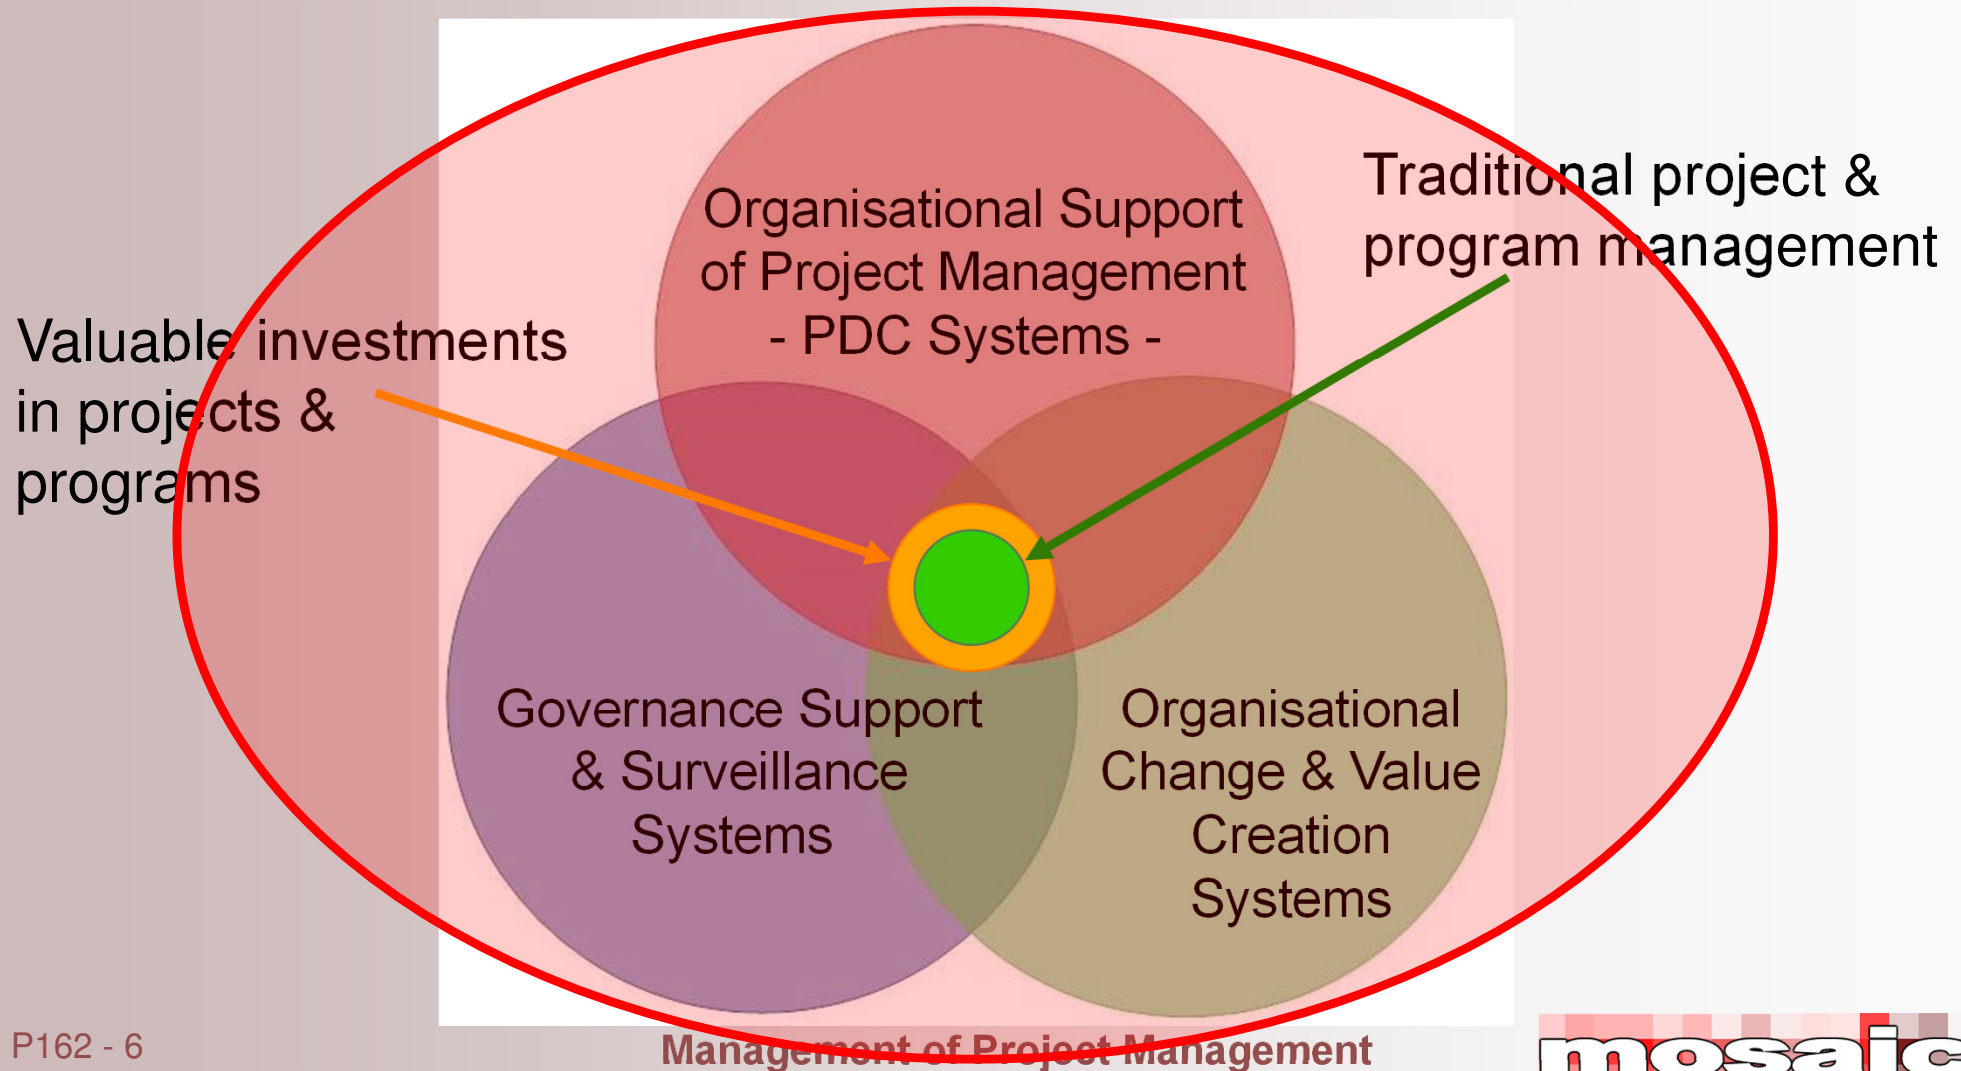 Organisational Support
of Project Management
- PDC Systems -
Traditional project &
program management
Valuable investments
in projects &
programs
Governance Support
& Surveillance
Systems
Organisational
Change & Value
Creation
Systems
P162 - 6
Management of Project Management
mosaic